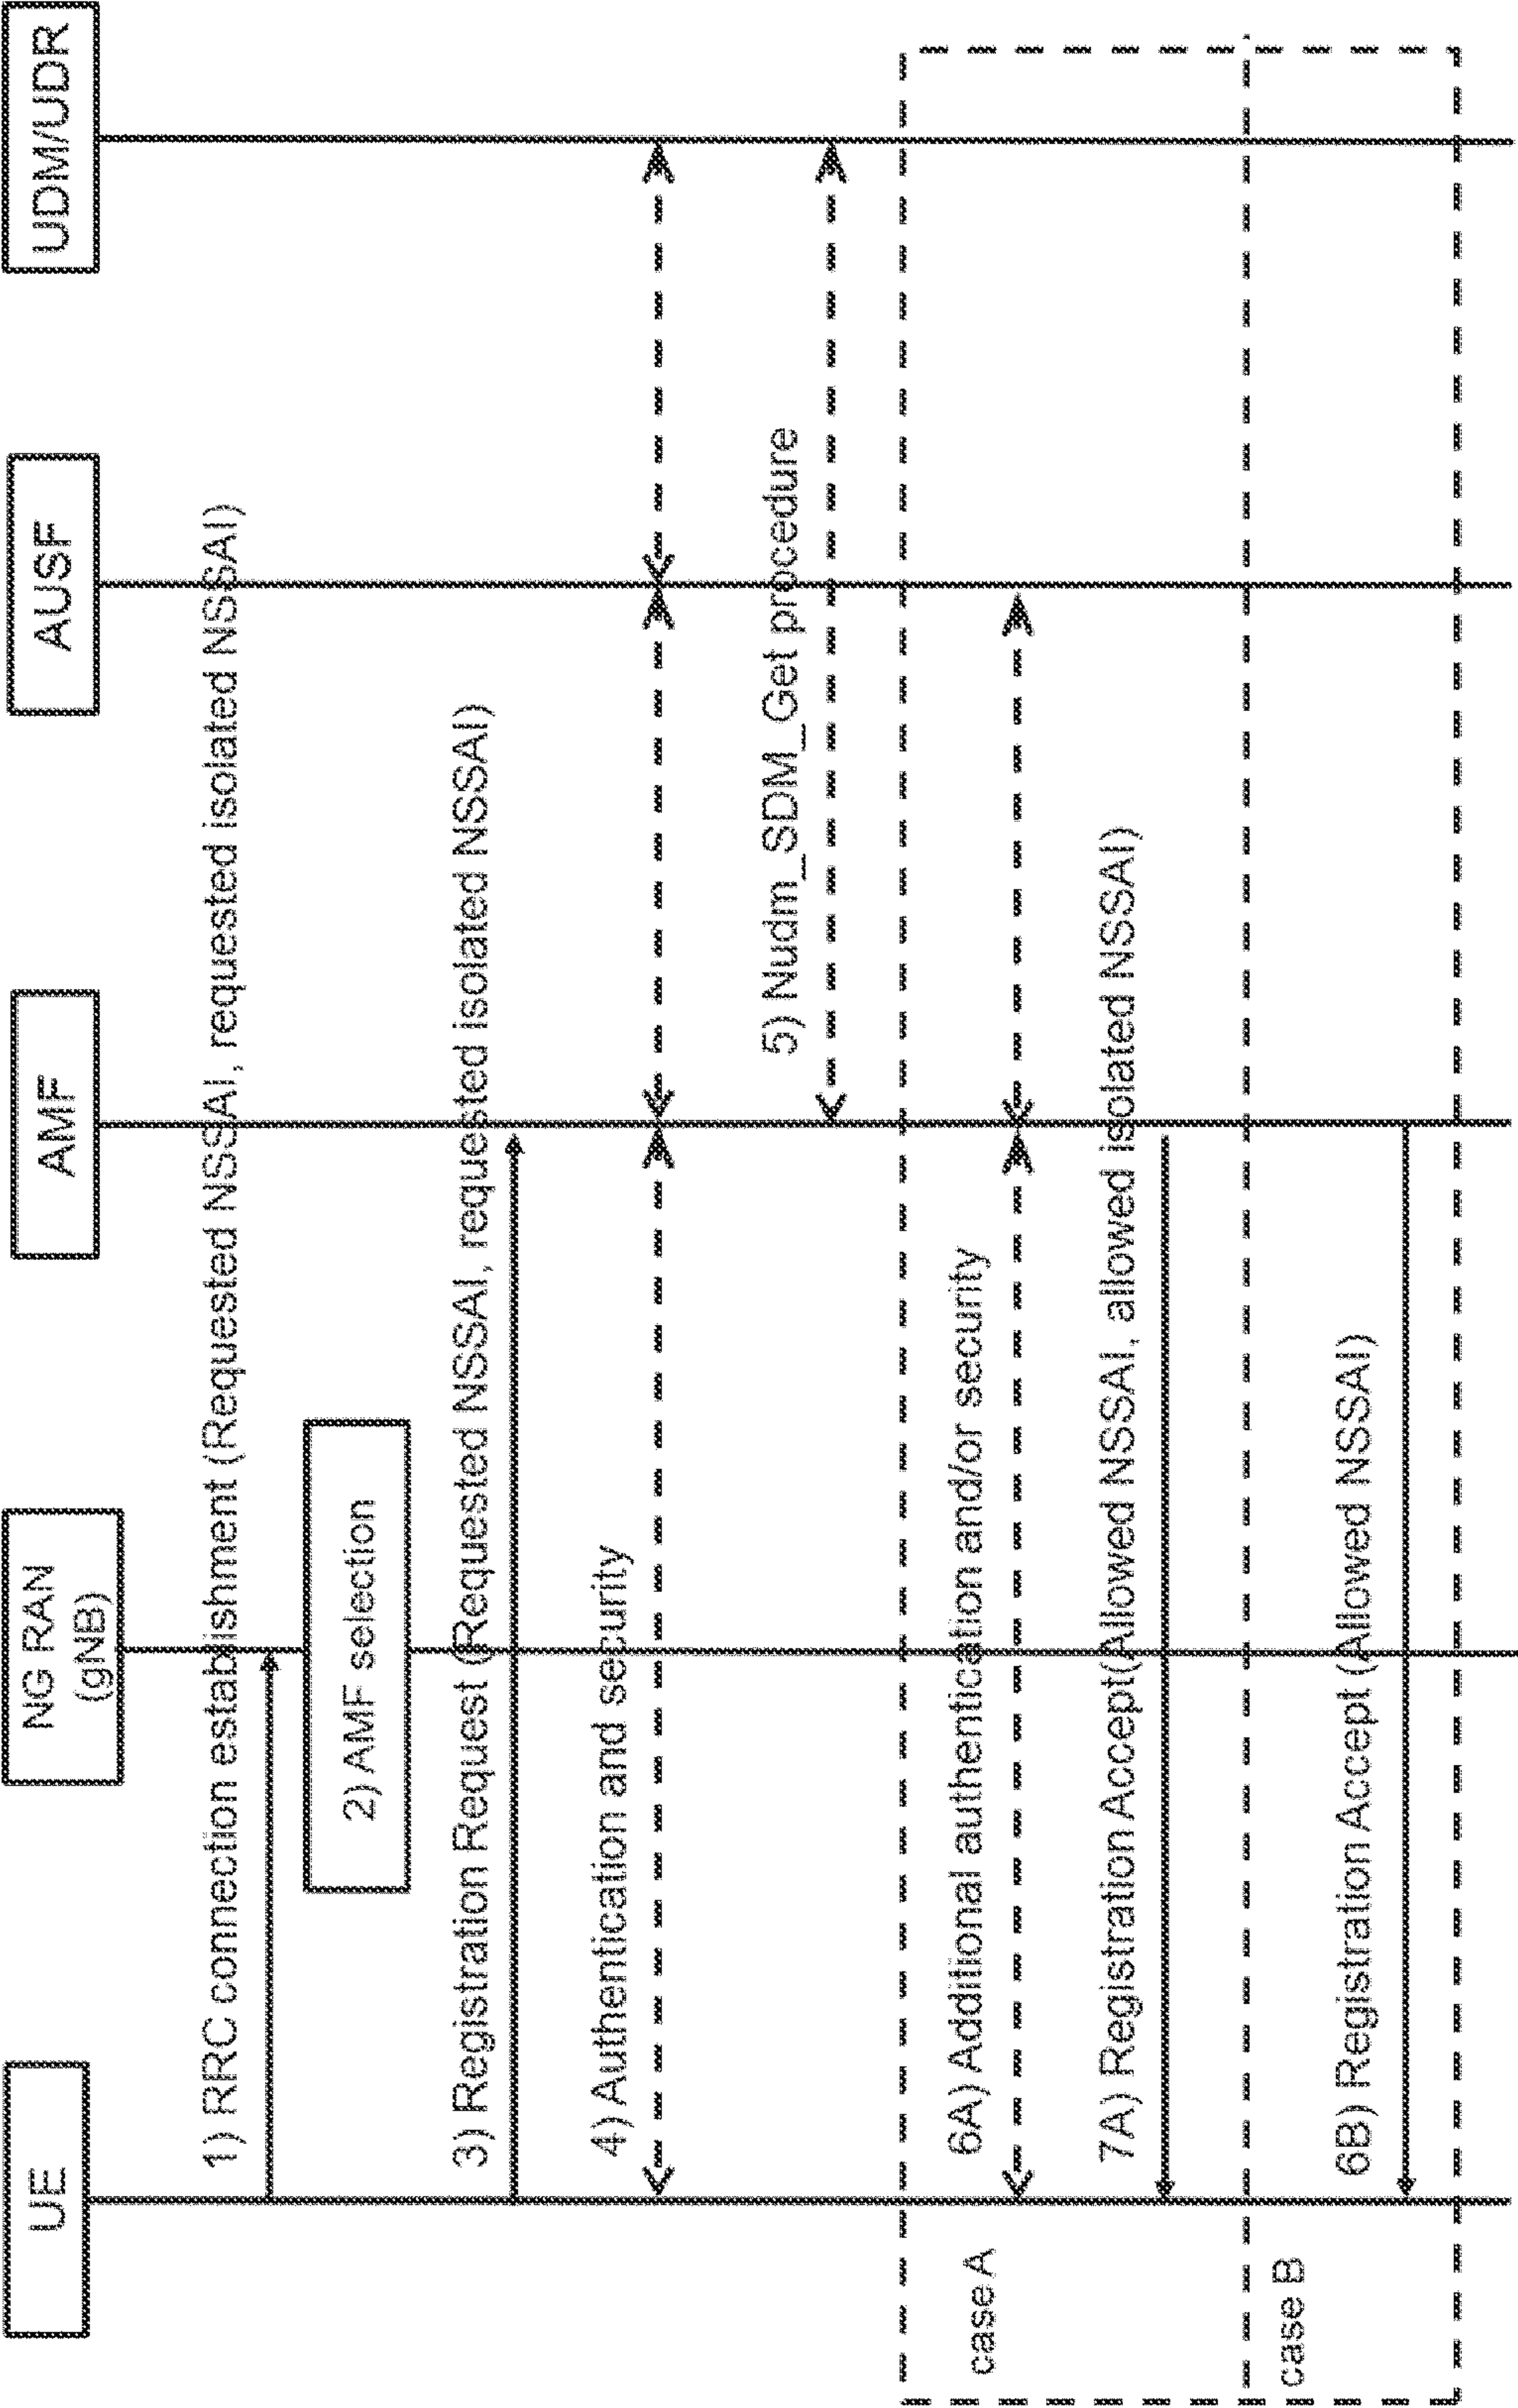 UE
NG RAN
(gNB)
AMF
AUSF
UDM/UDR
1) RRC connection establishment (Requested NSSAI, requested isolated NSSAI)
2) AMF selection
3) Registration Request (Requested NSSAI, requested isolated NSSAI)
4) Authentication and security
5) Nudm_SDM_Get procedure
case A
6A) Additional authentication and/or security
7A) Registration Accept(Allowed NSSAI, allowed isolated NSSAI)
case B
6B) Registration Accept (Allowed NSSAI)